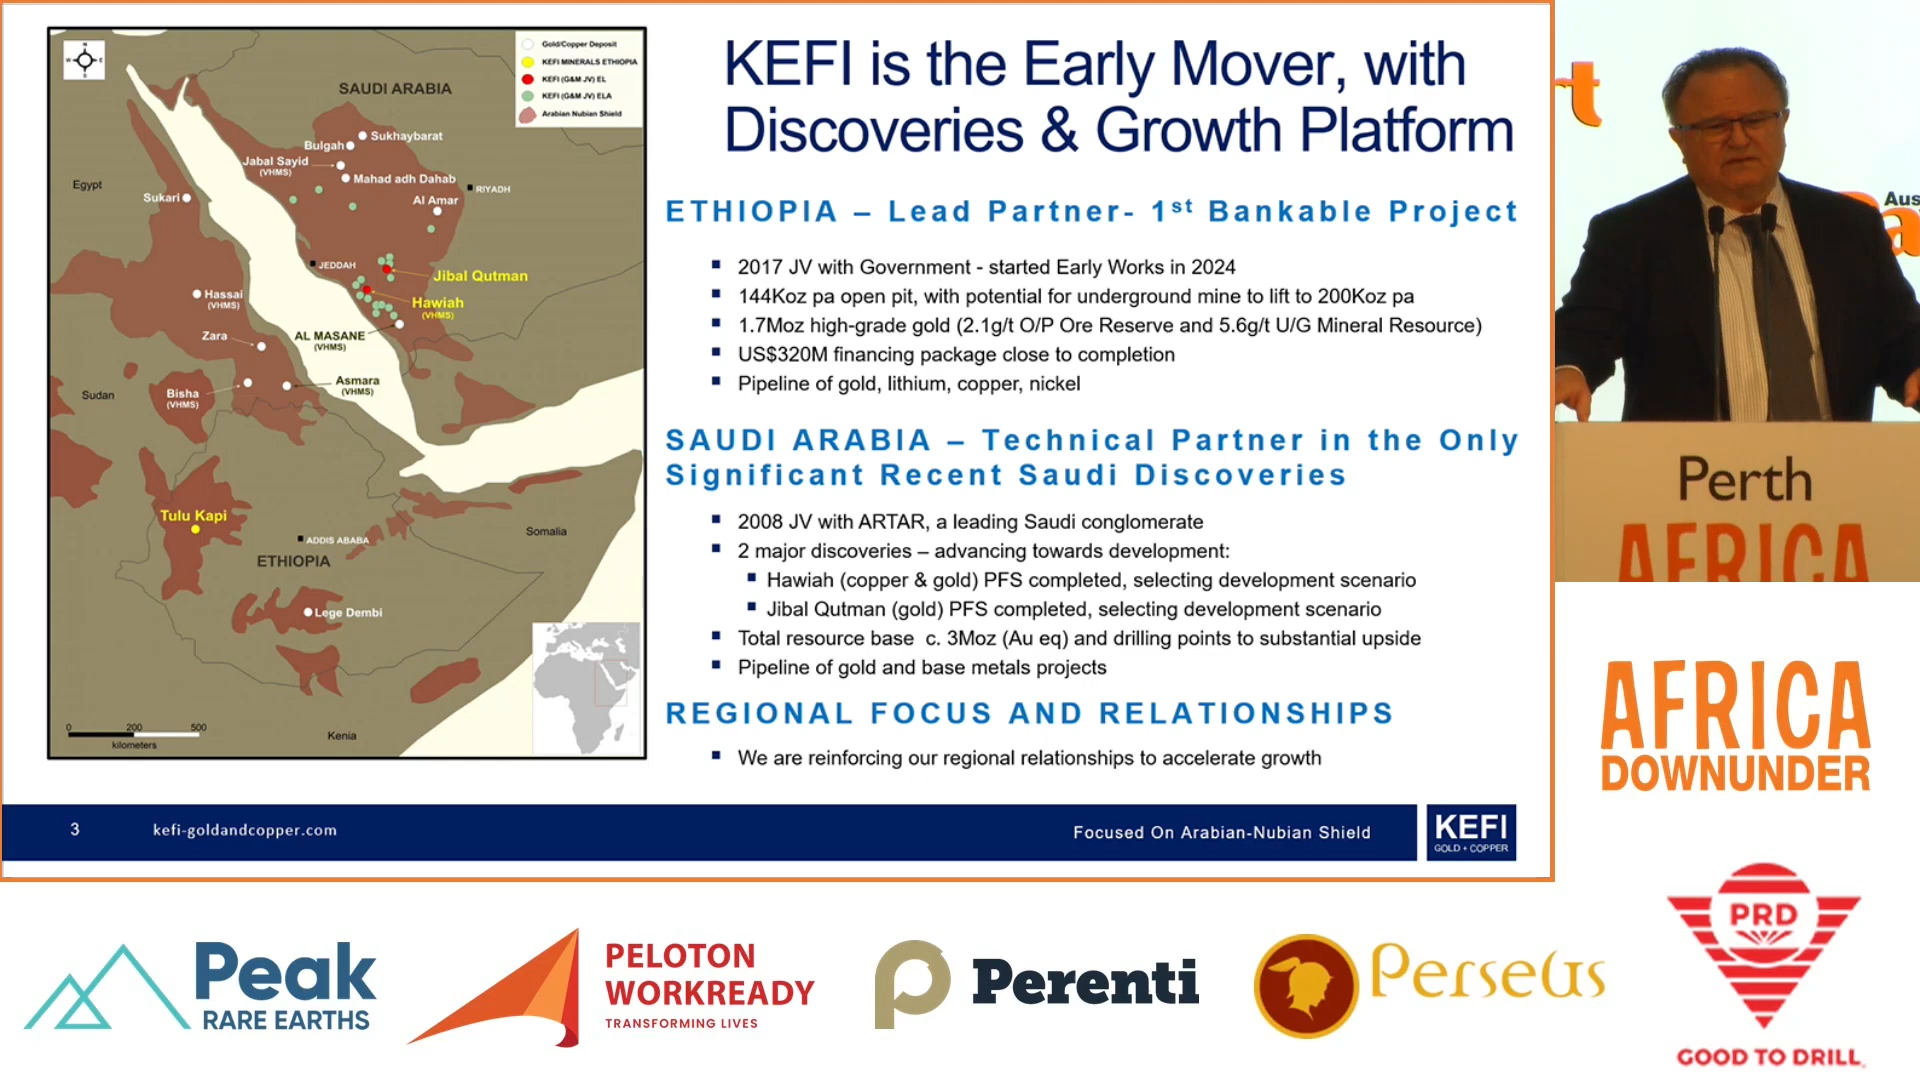 KEFI is the Early Mover, with
Discoveries & Growth Platform
ETHIOPIA – Lead Partner- 1st Bankable Project
2017 JV with Government - started Early Works in 2024
144Koz pa open pit, with potential for underground mine to lift to 200Koz pa
1.7Moz high-grade gold (2.1g/t O/P Ore Reserve and 5.6g/t U/G Mineral Resource)
US$320M financing package close to completion
Pipeline of gold, lithium, copper, nickel
SAUDI ARABIA – Technical Partner in the Only
Significant Recent Saudi Discoveries
2008 JV with ARTAR, a leading Saudi conglomerate
2 major discoveries – advancing towards development:
Hawiah (copper & gold) PFS completed, selecting development scenario
Jibal Qutman (gold) PFS completed, selecting development scenario
Total resource base c. 3Moz (Au eq) and drilling points to substantial upside
Pipeline of gold and base metals projects
REGIONAL FOCUS AND RELATIONSHIPS
We are reinforcing our regional relationships to accelerate growth
N
W E
S
Gold/Copper Deposit
KEFI MINERALS ETHIOPIA
KEFI (G&M JV) EL
KEFI (G&M JV) ELA
Arabian Nubian Shield
SAUDI ARABIA
Sukhaybarat
Bulgah
Jabal Sayid
(VHMS)
Mahad adh Dahab
RIYADH
Egypt
Sukari
Al Amar
JEDDAH
Jibal Qutman
Hassai
(VHMS)
Hawiah
(VHMS)
Zara
AL MASANE
(VHMS)
Bisha
(VHMS)
Asmara
(VHMS)
Sudan
Tulu Kapi
ADDIS ABABA
Somalia
ETHIOPIA
Lege Dembi
0 200 500
kilometers
Kenia
3
kefi-goldandcopper.com
Focused On Arabian-Nubian Shield
KEFI
GOLD + COPPER
rt
Aus
a
Perth
AFRICA
AFRICA
DOWNUNDER
Peak
RARE EARTHS
PELOTON
WORKREADY
TRANSFORMING LIVES
Perenti
Perseus
PRD
GOOD TO DRILL